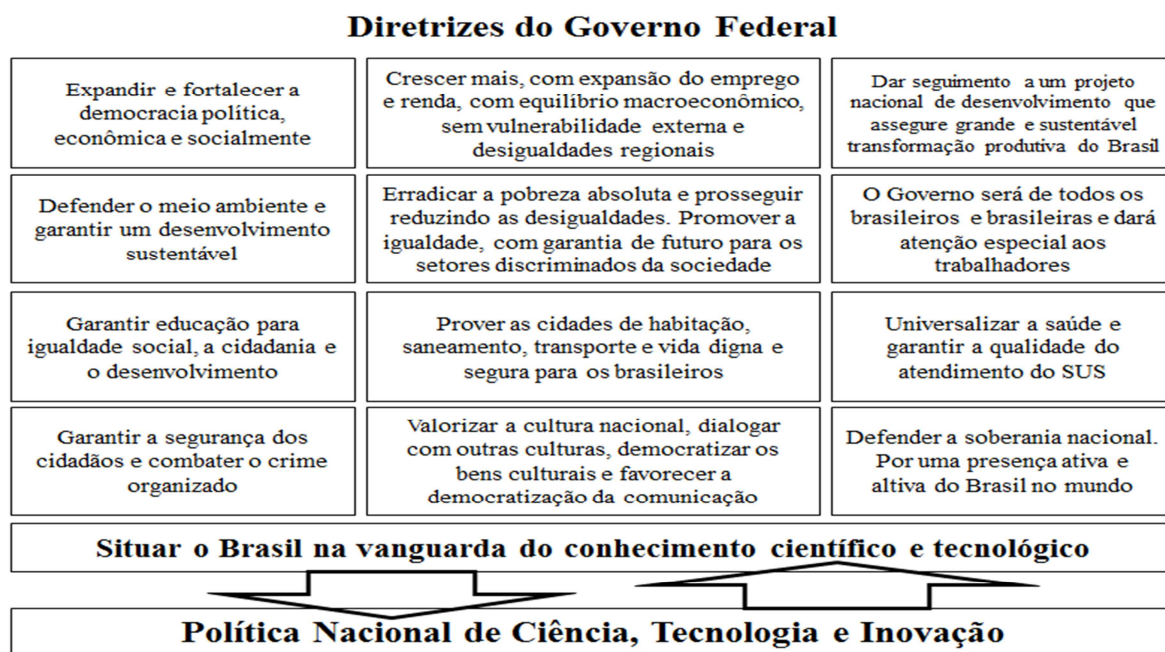 Diretrizes do Governo Federal
Expandir e fortalecer a
democracia política,
econômica e socialmente
Crescer mais, com expansão do emprego
e renda, com equilíbrio macroeconômico,
sem vulnerabilidade externa e
desigualdades regionais
Dar seguimento a um projeto
nacional de desenvolvimento que
assegure grande e sustentável
transformação produtiva do Brasil
Defender o meio ambiente e
garantir um desenvolvimento
sustentável
Erradicar a pobreza absoluta e prosseguir
reduzindo as desigualdades. Promover a
igualdade, com garantia de futuro para os
setores discriminados da sociedade
O Governo será de todos os
brasileiros e brasileiras e dará
atenção especial aos
trabalhadores
Garantir educação para
igualdade social, a cidadania e
o desenvolvimento
Prover as cidades de habitação,
saneamento, transporte e vida digna e
segura para os brasileiros
Universalizar a saúde e
garantir a qualidade do
atendimento do SUS
Garantir a segurança dos
cidadãos e combater o crime
organizado
Valorizar a cultura nacional, dialogar
com outras culturas, democratizar os
bens culturais e favorecer a
democratização da comunicação
Defender a soberania nacional.
Por uma presença ativa e
altiva do Brasil no mundo
Situar o Brasil na vanguarda do conhecimento científico e tecnológico
Política Nacional de Ciência, Tecnologia e Inovação